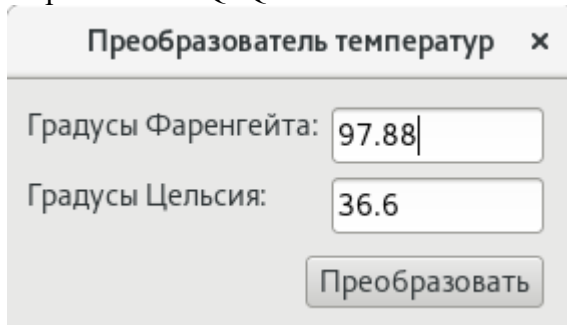 Преобразователь температур ×
Градусы Фаренгейта: 97.88
Градусы Цельсия: 36.6
Преобразовать